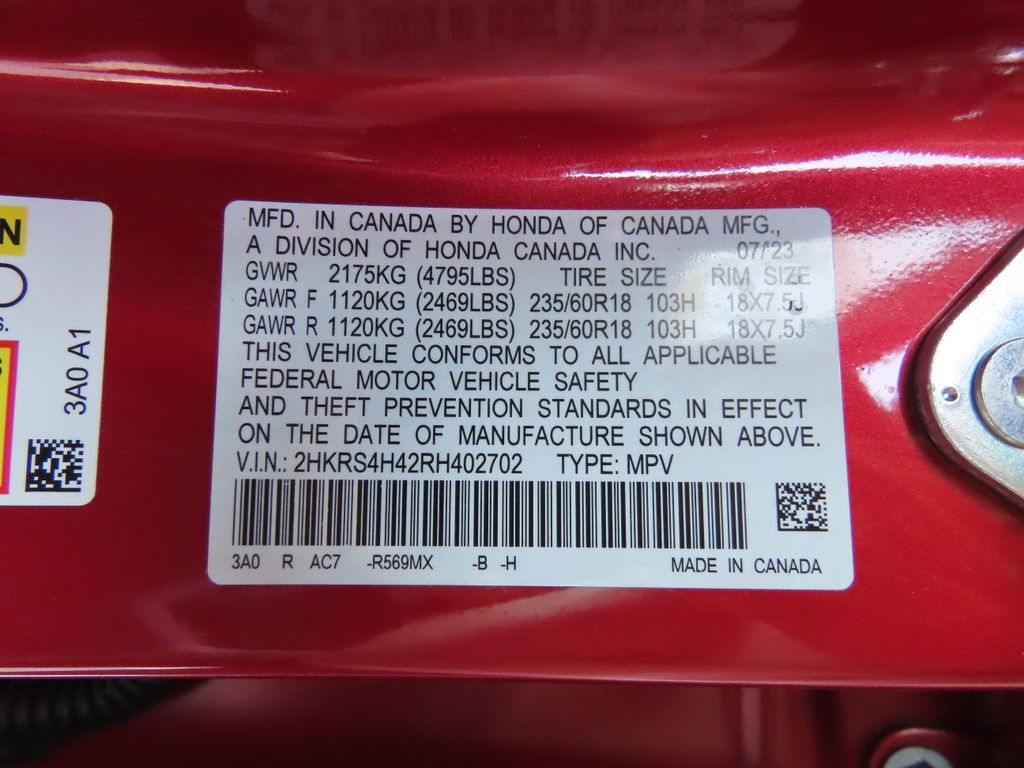 MFD. IN CANADA BY HONDA OF CANADA MFG.,
A DIVISION OF HONDA CANADA INC. 07/'23
GVWR 2175KG (4795LBS) TIRE SIZE RIM SIZE
GAWR F 1120KG (2469LBS) 235/60R18 103H 18X7.5J
GAWR R 1120KG (2469LBS) 235/60R18 103H 18X7.5J
THIS VEHICLE CONFORMS TO ALL APPLICABLE
FEDERAL MOTOR VEHICLE SAFETY
AND THEFT PREVENTION STANDARDS IN EFFECT
ON THE DATE OF MANUFACTURE SHOWN ABOVE.
V.I.N.: 2HKRS4H42RH402702 TYPE: MPV
3A0 R AC7 -R569MX -B -H MADE IN CANADA
3A0 A1